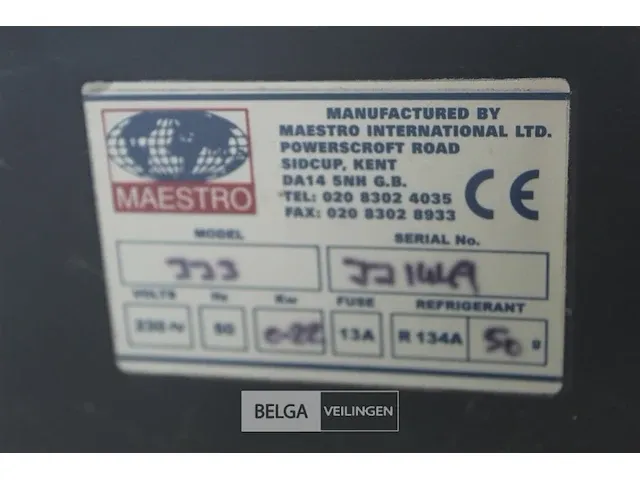 MAESTRO
MANUFACTURED BY
MAESTRO INTERNATIONAL LTD.
POWERSCROFT ROAD
SIDCUP, KENT
DA14 5NH G.B.
TEL: 020 8302 4035
FAX: 020 8302 8933
CE
MODEL
SERIAL No.
VOLTS Hz Kw FUSE REFRIGERANT
230 50 13A R 134A 50 g
BELGA VEILINGEN